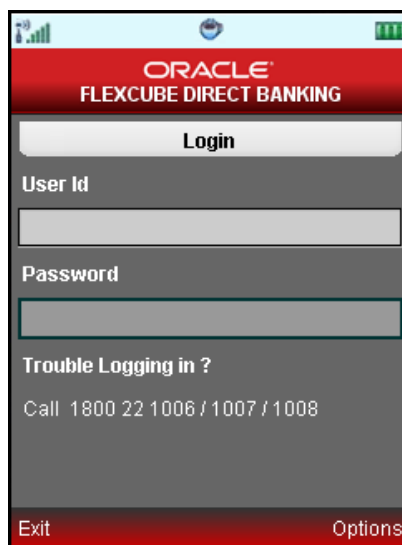 ORACLE
FLEXCUBE DIRECT BANKING
Login
User Id
Password
Trouble Logging in ?
Call 1800 22 1006 / 1007 / 1008
Exit
Options